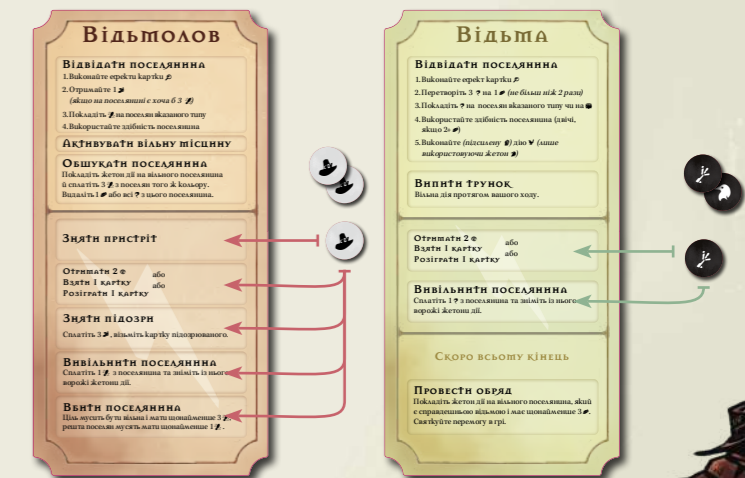 Відьмолов
Відвідати поселянина
1. Виконайте ефекти картки
2. Отримайте 1
(якщо на поселянині є хоча б 3 )
3. Покладіть на поселян вказаного типу
4. Використайте здібність поселянина
Активувати вільну місцину
Обшукати поселянина
Покладіть жетон дії на вільного поселянина
й сплатіть 3 з поселян того ж кольору.
Видаліть 1 або всі ? з цього поселянина.
Зняти пристріт
Отримати 2
або
Взяти 1 картку
або
Розіграти 1 картку
Зняти підозри
Сплатіть 3 , візьміть картку підозрюваного.
Вивільнити поселянина
Сплатіть 1 з поселянина та зніміть із нього
ворожі жетони дії.
Вбити поселянина
Ціль мусить бути вільна і мати щонайменше 3 ,
решта поселян мусять мати щонайменше 1 .
Відьма
Відвідати поселянина
1. Виконайте ефект картки
2. Перетворіть 3 ? на 1 (не більш ніж 2 рази)
3. Покладіть ? на поселян вказаного типу чи на
4. Використайте здібність поселянина (двічі,
якщо 2+ )
5. Виконайте (підсилену ) дію (лише
використовуючи жетон )
Випити трунок
Вільна дія протягом вашого ходу.
Отримати 2
або
Взяти 1 картку
або
Розіграти 1 картку
Вивільнити поселянина
Сплатіть 1 ? з поселянина та зніміть із нього
ворожі жетони дії.
Скоро всьому кінець
Провести обряд
Покладіть жетон дії на вільного поселянина, який
є справдешньою відьмою і має щонайменше 3 .
Святкуйте перемогу в грі.